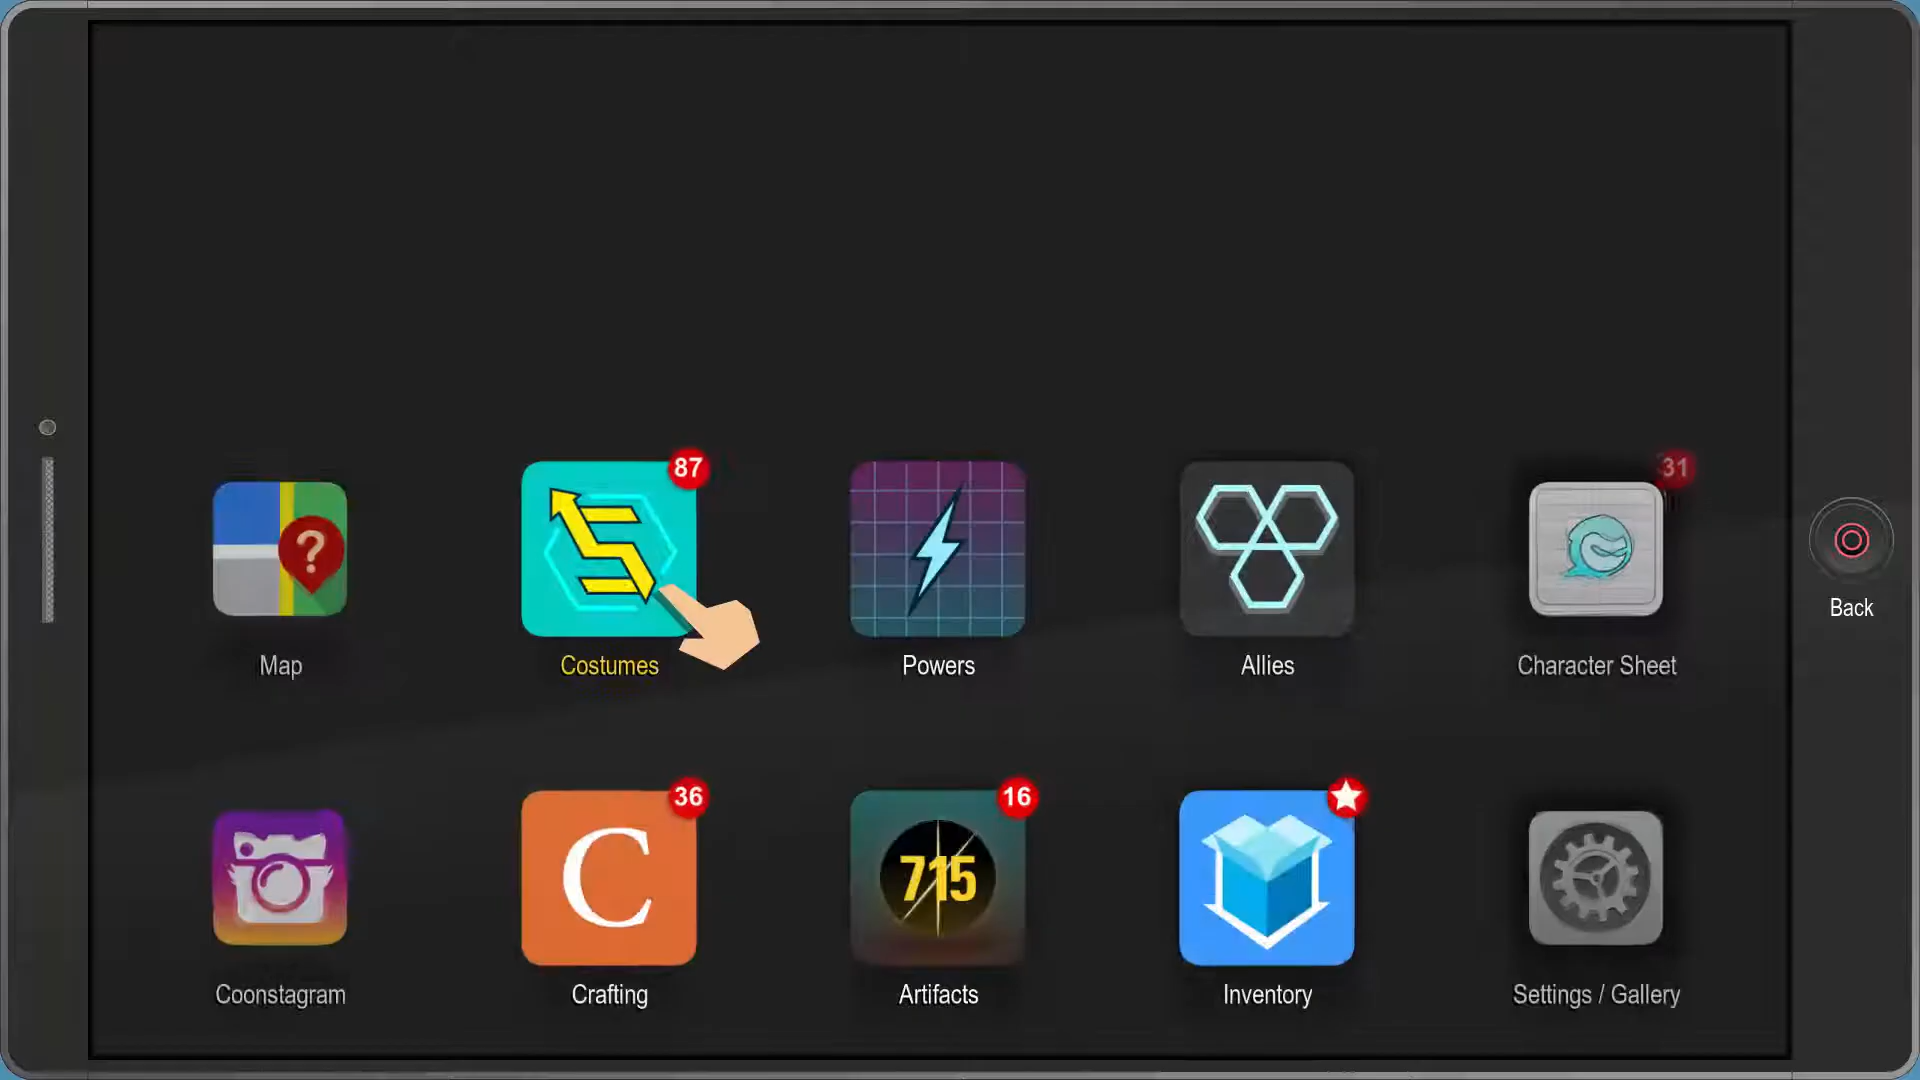 87
31
?
Map
Costumes
Powers
Allies
Character Sheet
Back
36
16
C
715
Coonstagram
Crafting
Artifacts
Inventory
Settings / Gallery